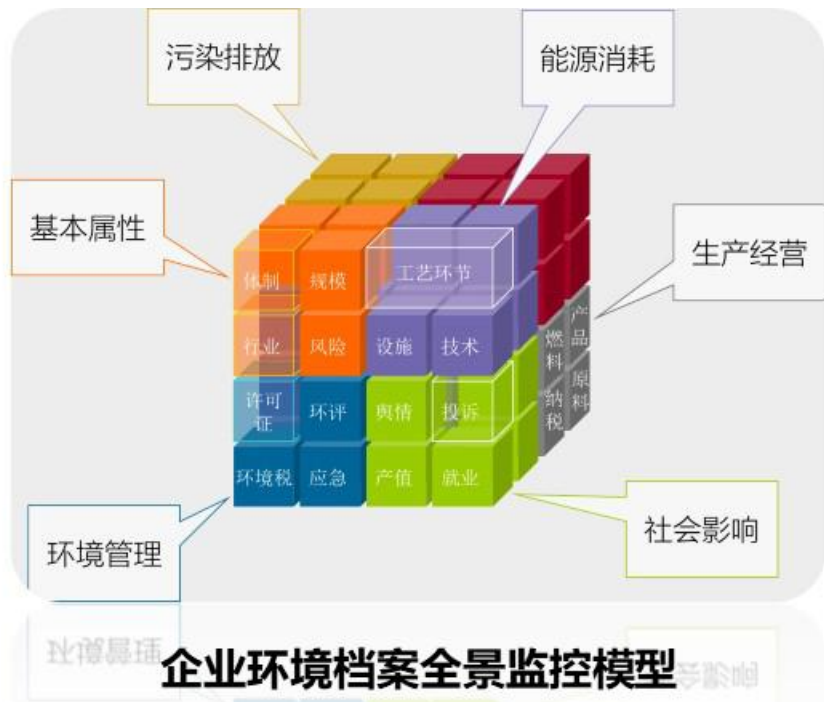 污染排放
能源消耗
基本属性
生产经营
体制
规模
工艺环节
行业
风险
设施
技术
燃料
产品
许可
证
环评
舆情
投诉
纳税
原料
环境税
应急
产值
就业
环境管理
社会影响
企业环境档案全景监控模型